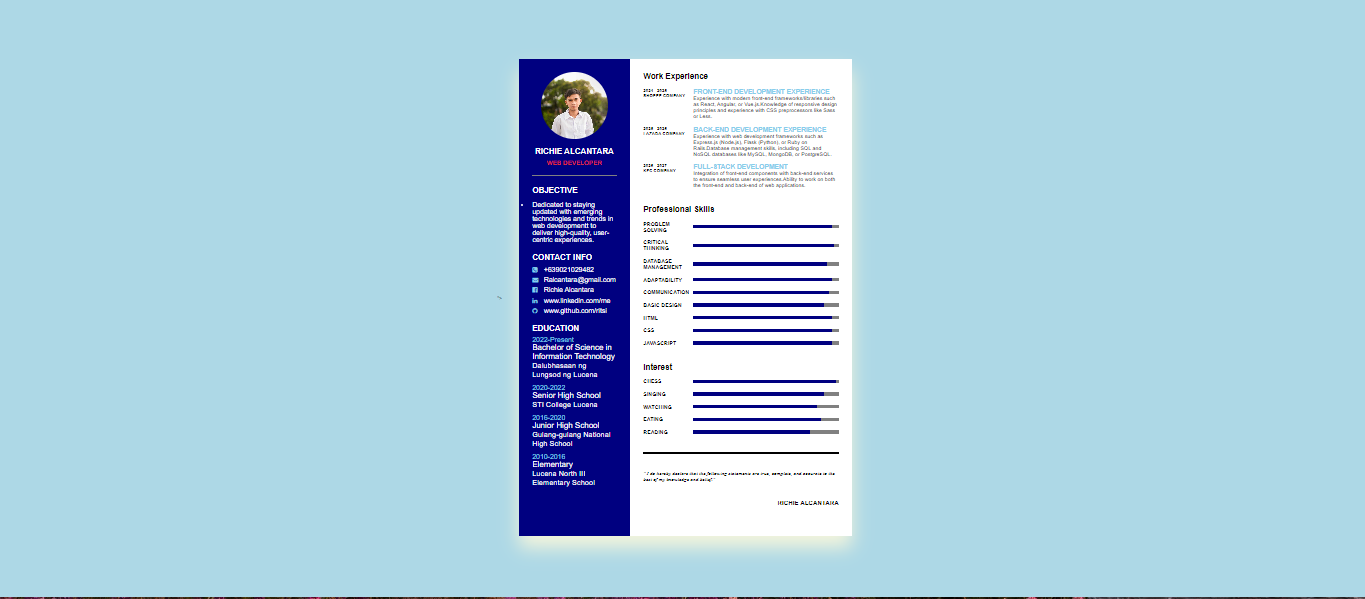 RICHIE ALCANTARA
WEB DEVELOPER
OBJECTIVE
Dedicated to staying
updated with emerging
technologies and trends in
web developmentt to
deliver high-quality, user-
centric experiences.
CONTACT INFO
+639021029482
Ralcantara@gmail.com
Richie Alcantara
www.linkedin.com/me
www.github.com/ritsi
EDUCATION
2022-Present
Bachelor of Science in
Information Technology
Dalubhasaan ng
Lungsod ng Lucena
2020-2022
Senior High School
STI College Lucena
2016-2020
Junior High School
Gulang-gulang National
High School
2010-2016
Elementary
Lucena North III
Elementary School
Work Experience
2024 2025
SHOPEE COMPANY
FRONT-END DEVELOPMENT EXPERIENCE
Experience with modern front-end frameworks/libraries such
as React, Angular, or Vue.js.Knowledge of responsive design
principles and experience with CSS preprocessors like Sass
or Less.
2025 2026
LAZADA COMPANY
BACK-END DEVELOPMENT EXPERIENCE
Experience with web development frameworks such as
Express.js (Node.js), Flask (Python), or Ruby on
Rails.Database management skills, including SQL and
NoSQL databases like MySQL, MongoDB, or PostgreSQL.
2026 2027
KFC COMPANY
FULL-STACK DEVELOPMENT
Integration of front-end components with back-end services
to ensure seamless user experiences.Ability to work on both
the front-end and back-end of web applications.
Professional Skills
PROBLEM
SOLVING
CRITICAL
THINKING
DATABASE
MANAGEMENT
ADAPTABILITY
COMMUNICATION
BASIC DESIGN
HTML
CSS
JAVASCRIPT
Interest
CHESS
SINGING
WATCHING
EATING
READING
" I do hereby declare that the following statements are true, complete, and accurate to the
best of my knowledge and belief."
RICHIE ALCANTARA